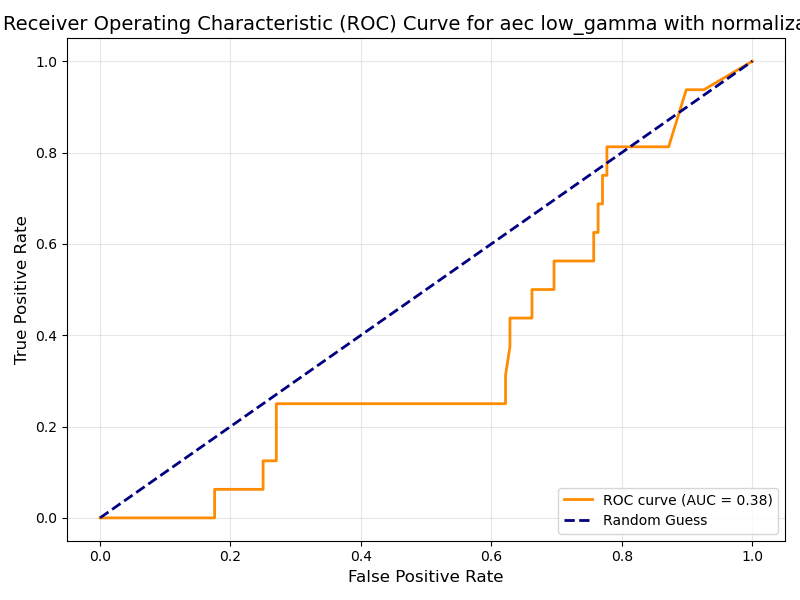 Receiver Operating Characteristic (ROC) Curve for aec low_gamma with normaliza
1.0
0.8
0.6
0.4
0.2
0.0
True Positive Rate
ROC curve (AUC = 0.38)
Random Guess
0.0 0.2 0.4 0.6 0.8 1.0
False Positive Rate